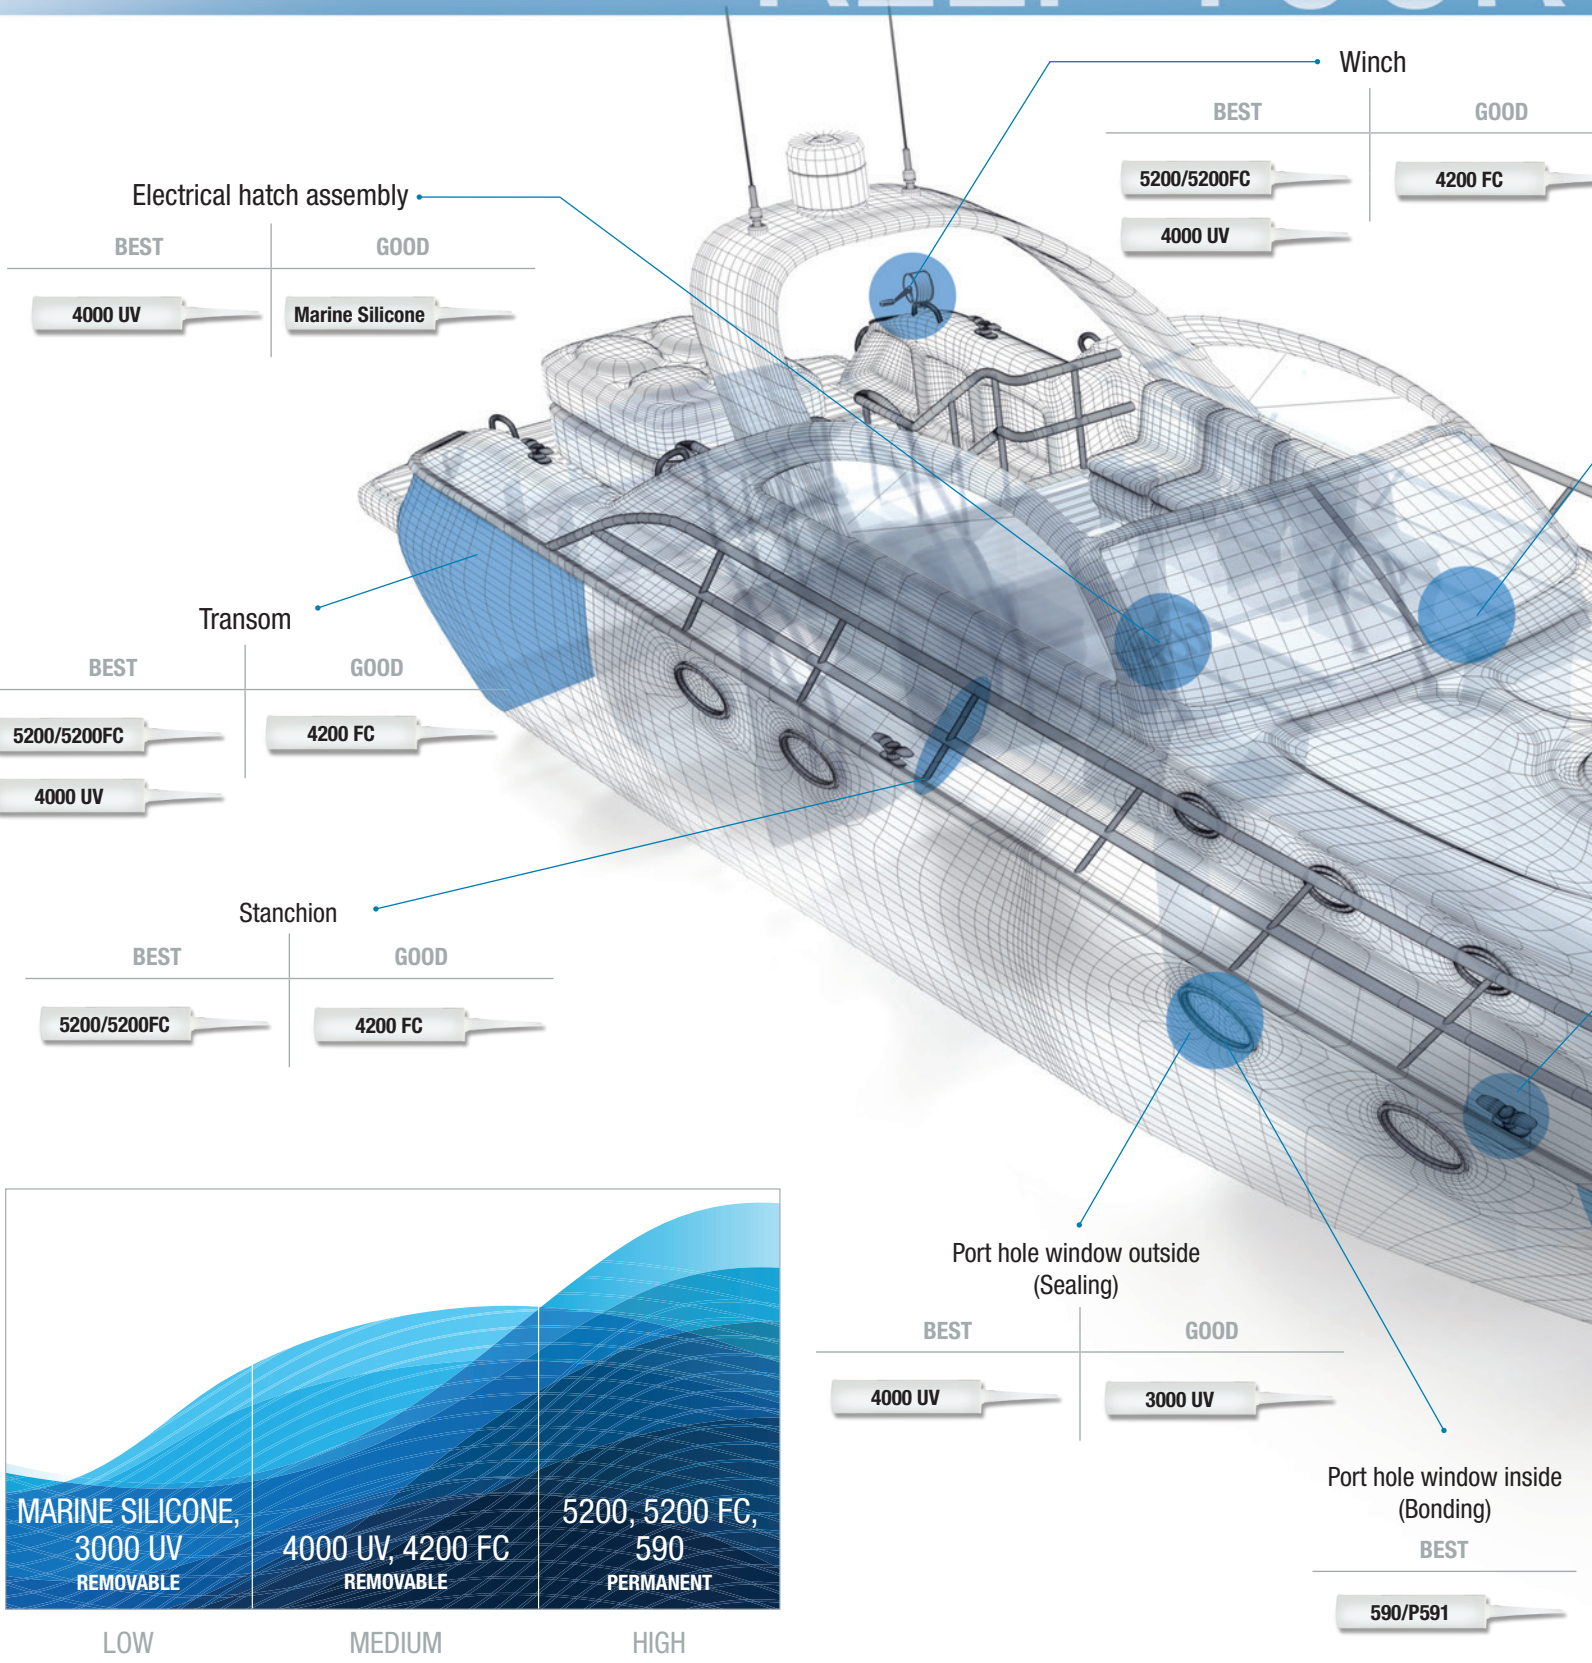 KEEP YOUR
Winch
BEST
GOOD
5200/5200FC
4200 FC
4000 UV
Electrical hatch assembly
BEST
GOOD
4000 UV
Marine Silicone
Transom
BEST
GOOD
5200/5200FC
4200 FC
4000 UV
Stanchion
BEST
GOOD
5200/5200FC
4200 FC
Port hole window outside
(Sealing)
BEST
GOOD
4000 UV
3000 UV
Port hole window inside
(Bonding)
BEST
590/P591
MARINE SILICONE,
3000 UV
REMOVABLE
4000 UV, 4200 FC
REMOVABLE
5200, 5200 FC,
590
PERMANENT
LOW
MEDIUM
HIGH